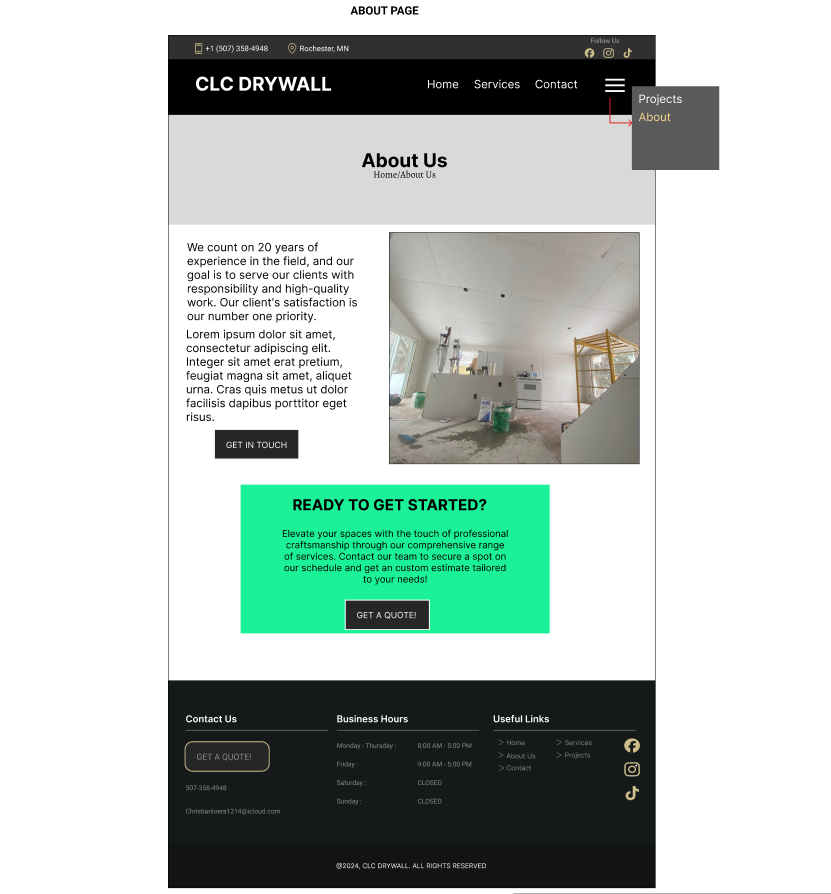 ABOUT PAGE
+1 (507) 358-4948
Rochester, MN
Follow Us
CLC DRYWALL
Home
Services
Contact
Projects
About
About Us
Home/About Us
We count on 20 years of
experience in the field, and our
goal is to serve our clients with
responsibility and high-quality
work. Our client's satisfaction is
our number one priority.
Lorem ipsum dolor sit amet,
consectetur adipiscing elit.
Integer sit amet erat pretium,
feugiat magna sit amet, aliquet
urna. Cras quis metus ut dolor
facilisis dapibus porttitor eget
risus.
GET IN TOUCH
READY TO GET STARTED?
Elevate your spaces with the touch of professional
craftsmanship through our comprehensive range
of services. Contact our team to secure a spot on
our schedule and get an custom estimate tailored
to your needs!
GET A QUOTE!
Contact Us
GET A QUOTE!
507-358-4948
Christianloera1214@icloud.com
Business Hours
Monday - Thursday : 8:00 AM - 5:00 PM
Friday : 9:00 AM - 5:00 PM
Saturday : CLOSED
Sunday : CLOSED
Useful Links
> Home
> Services
> About Us
> Projects
> Contact
@2024, CLC DRYWALL. ALL RIGHTS RESERVED